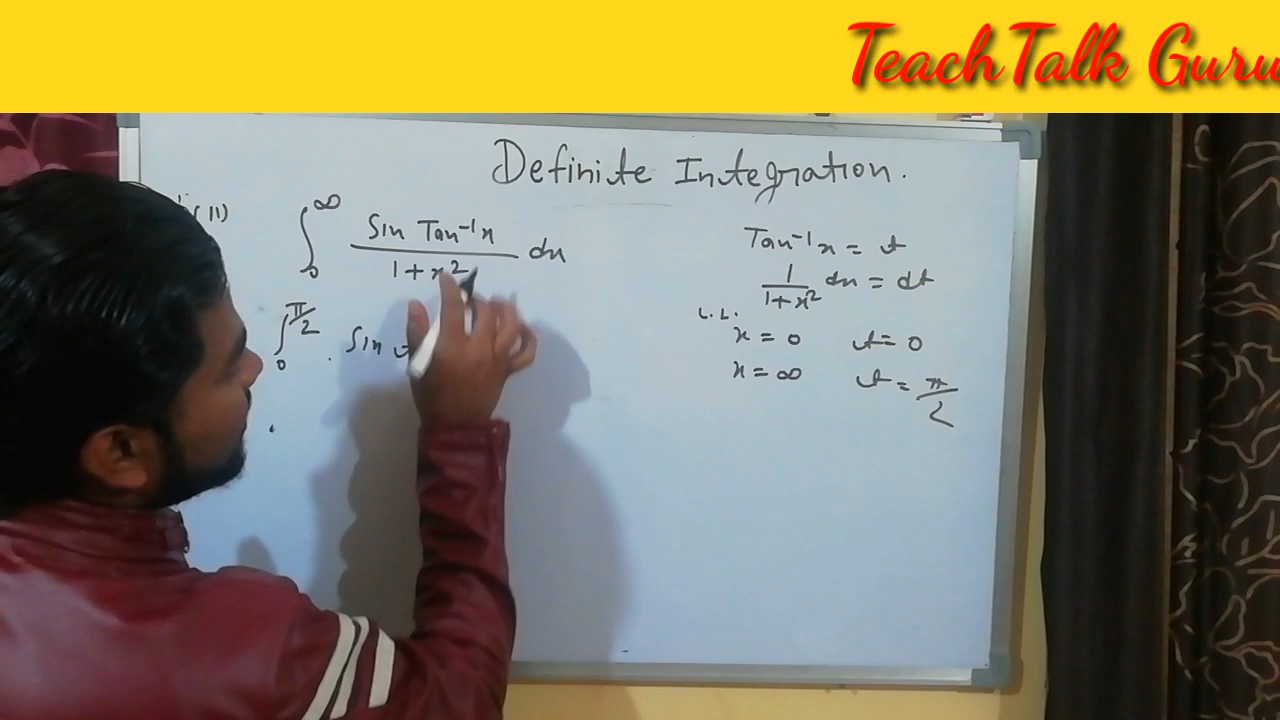 TeachTalk Guru
Definite Integration.
(11)
∫₀^∞ Sin Tan⁻¹x / 1+x² dx
∫₀^π/2 . Sin t
Tan⁻¹x = t
1/1+x² dx = dt
L.L.
x = 0 t = 0
x = ∞ t = π/2